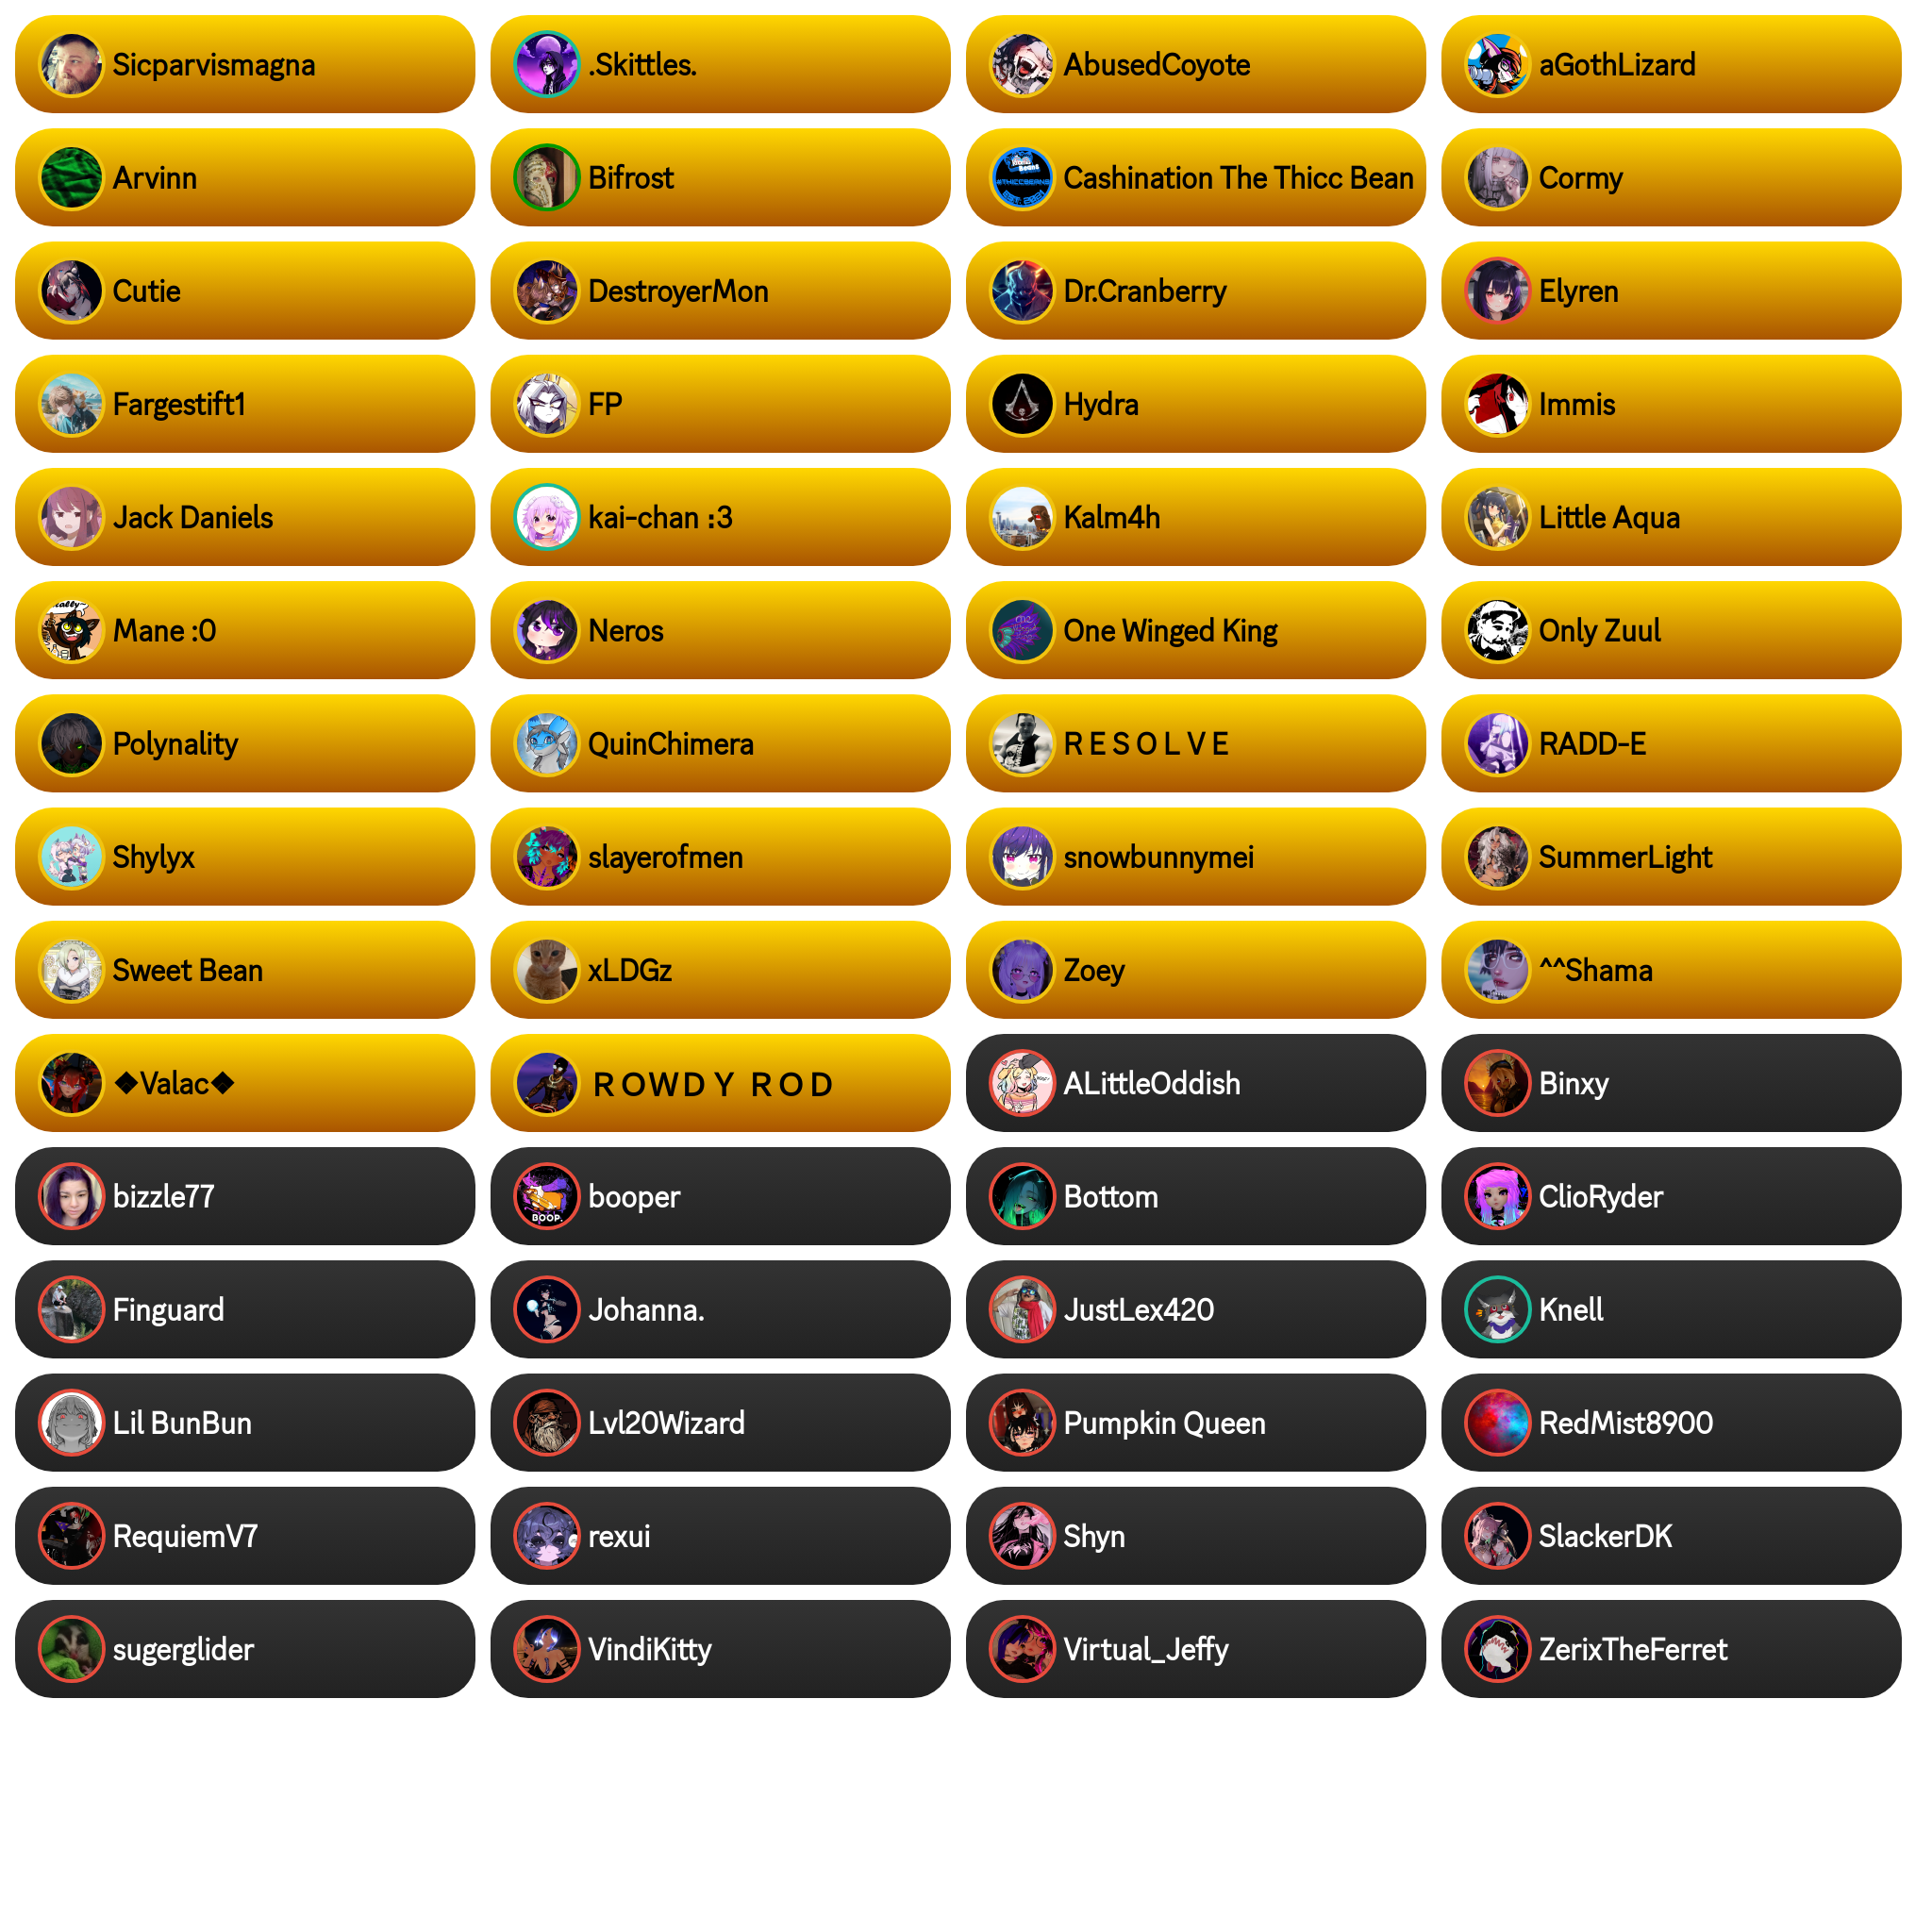 Sicparvismagna
.Skittles.
AbusedCoyote
aGothLizard
Arvinn
Bifrost
Cashination The Thicc Bean
Cormy
Cutie
DestroyerMon
Dr.Cranberry
Elyren
Fargestift1
FP
Hydra
Immis
Jack Daniels
kai-chan :3
Kalm4h
Little Aqua
Mane :0
Neros
One Winged King
Only Zuul
Polynality
QuinChimera
R E S O L V E
RADD-E
Shylyx
slayerofmen
snowbunnymei
SummerLight
Sweet Bean
xLDGz
Zoey
^^Shama
❖Valac❖
ＲＯＷＤＹ ＲＯＤ
ALittleOddish
Binxy
bizzle77
booper
BOOP.
Bottom
ClioRyder
Finguard
Johanna.
JustLex420
Knell
Lil BunBun
Lvl20Wizard
Pumpkin Queen
RedMist8900
RequiemV7
rexui
Shyn
SlackerDK
sugerglider
VindiKitty
Virtual_Jeffy
ZerixTheFerret